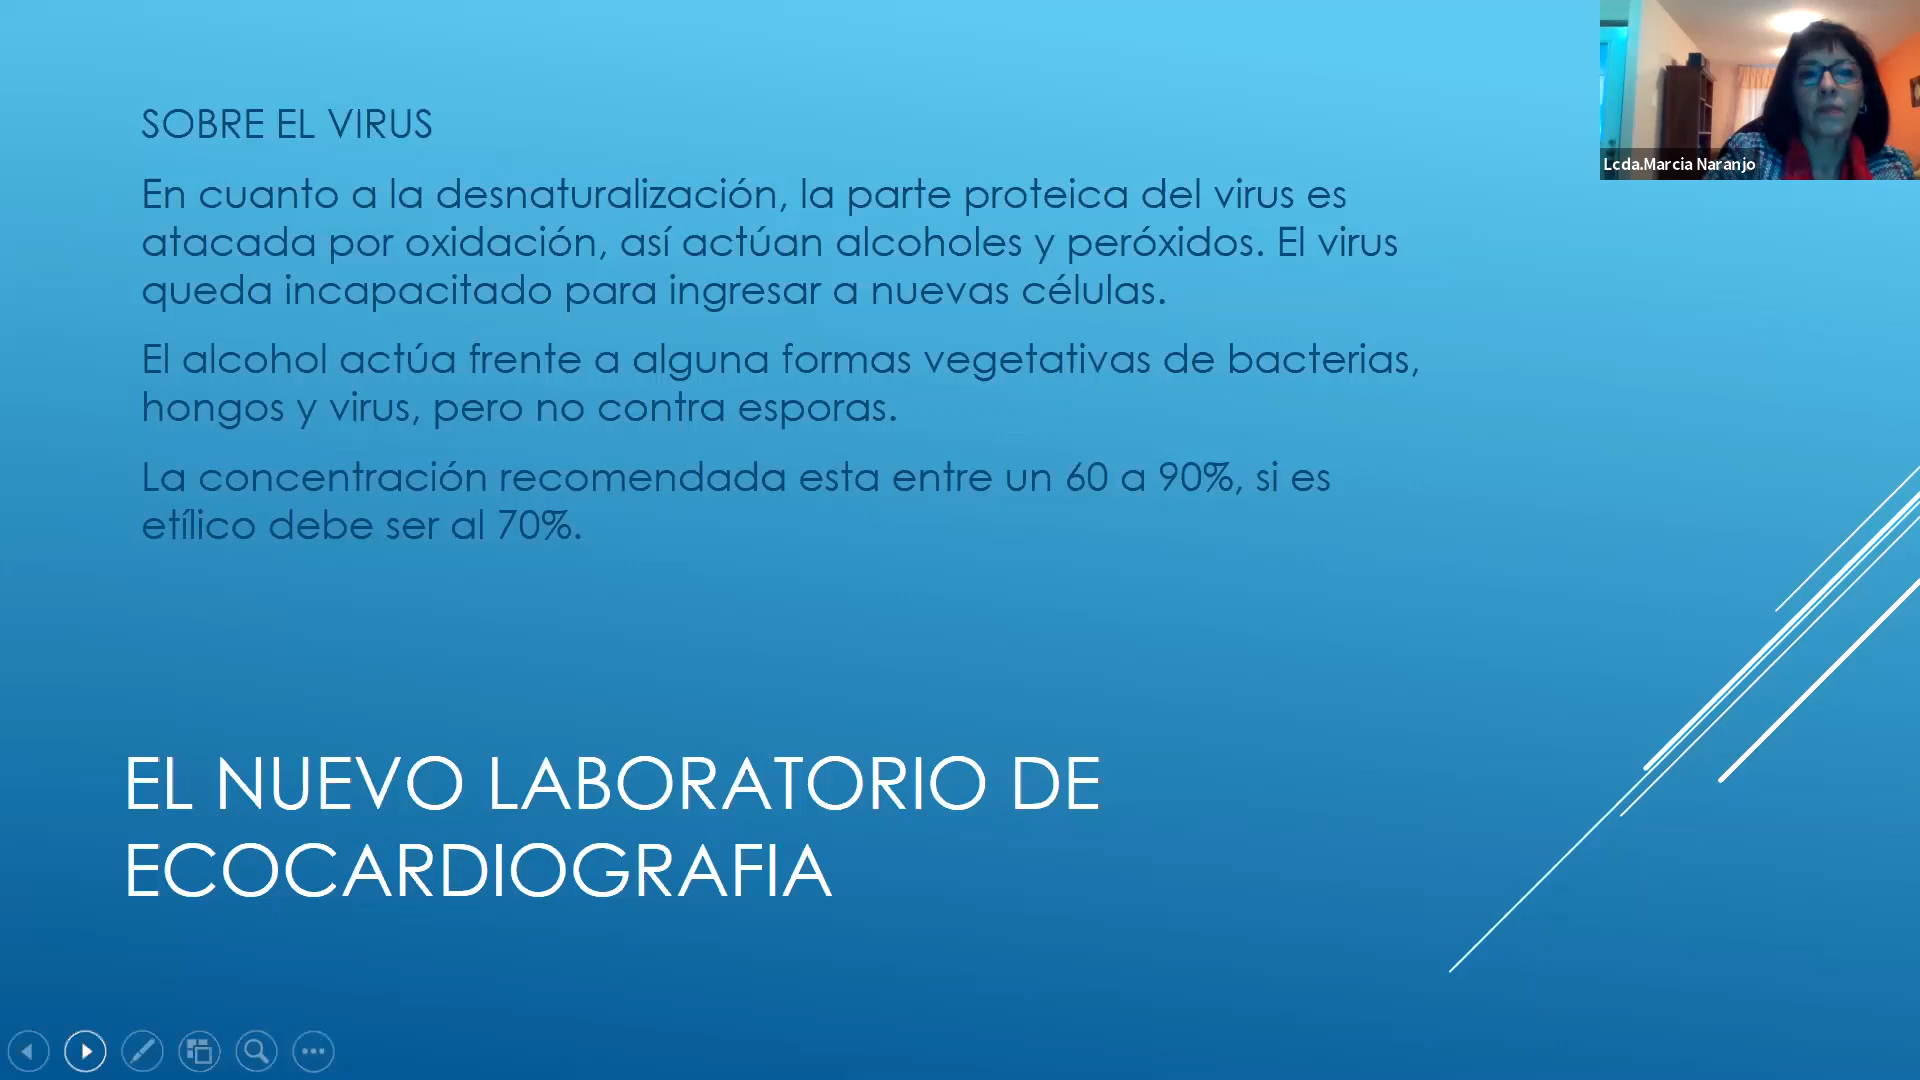 SOBRE EL VIRUS
En cuanto a la desnaturalización, la parte proteica del virus es
atacada por oxidación, así actúan alcoholes y peróxidos. El virus
queda incapacitado para ingresar a nuevas células.
El alcohol actúa frente a alguna formas vegetativas de bacterias,
hongos y virus, pero no contra esporas.
La concentración recomendada esta entre un 60 a 90%, si es
etílico debe ser al 70%.
EL NUEVO LABORATORIO DE
ECOCARDIOGRAFIA
Lcda.Marcia Naranjo